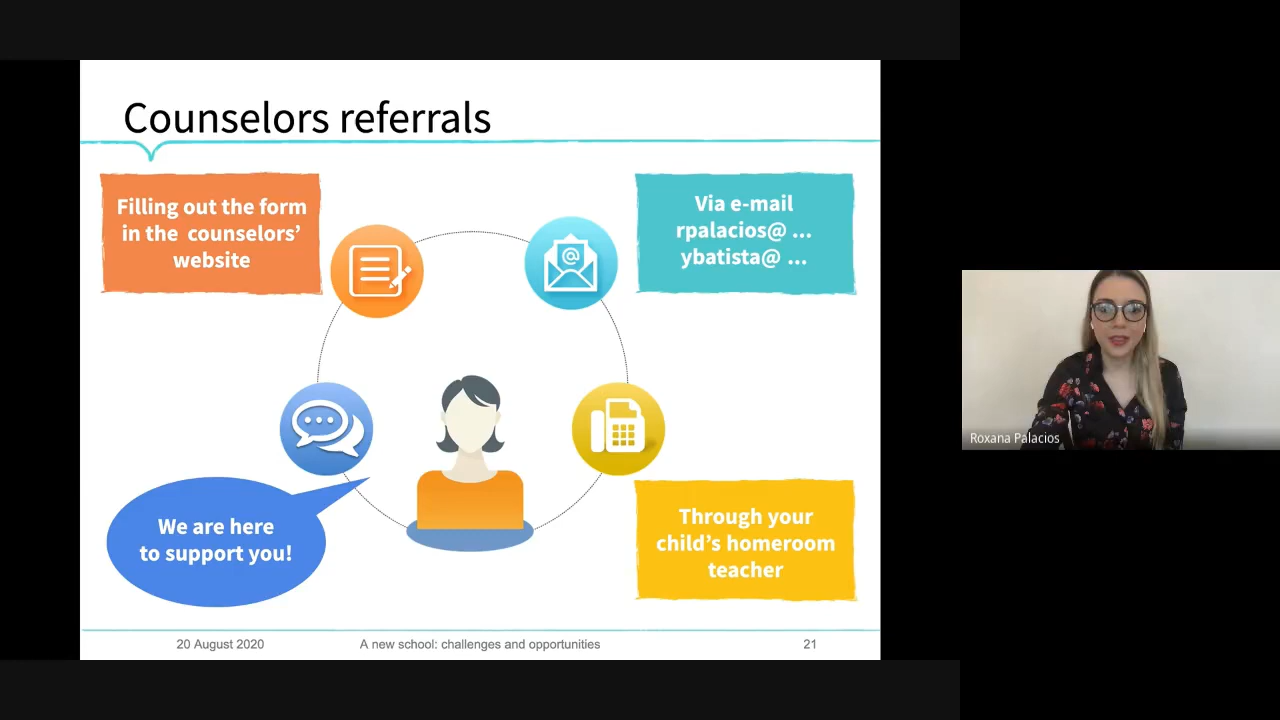 Counselors referrals
Filling out the form
in the counselors’
website
Via e-mail
rpalacios@ ...
ybatista@ ...
@
We are here
to support you!
Through your
child’s homeroom
teacher
20 August 2020
A new school: challenges and opportunities
21
Roxana Palacios